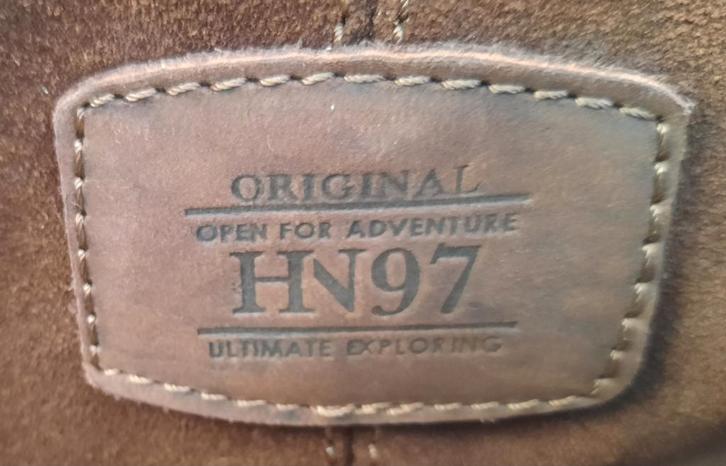 ORIGINAL
OPEN FOR ADVENTURE
HN97
ULTIMATE EXPLORING